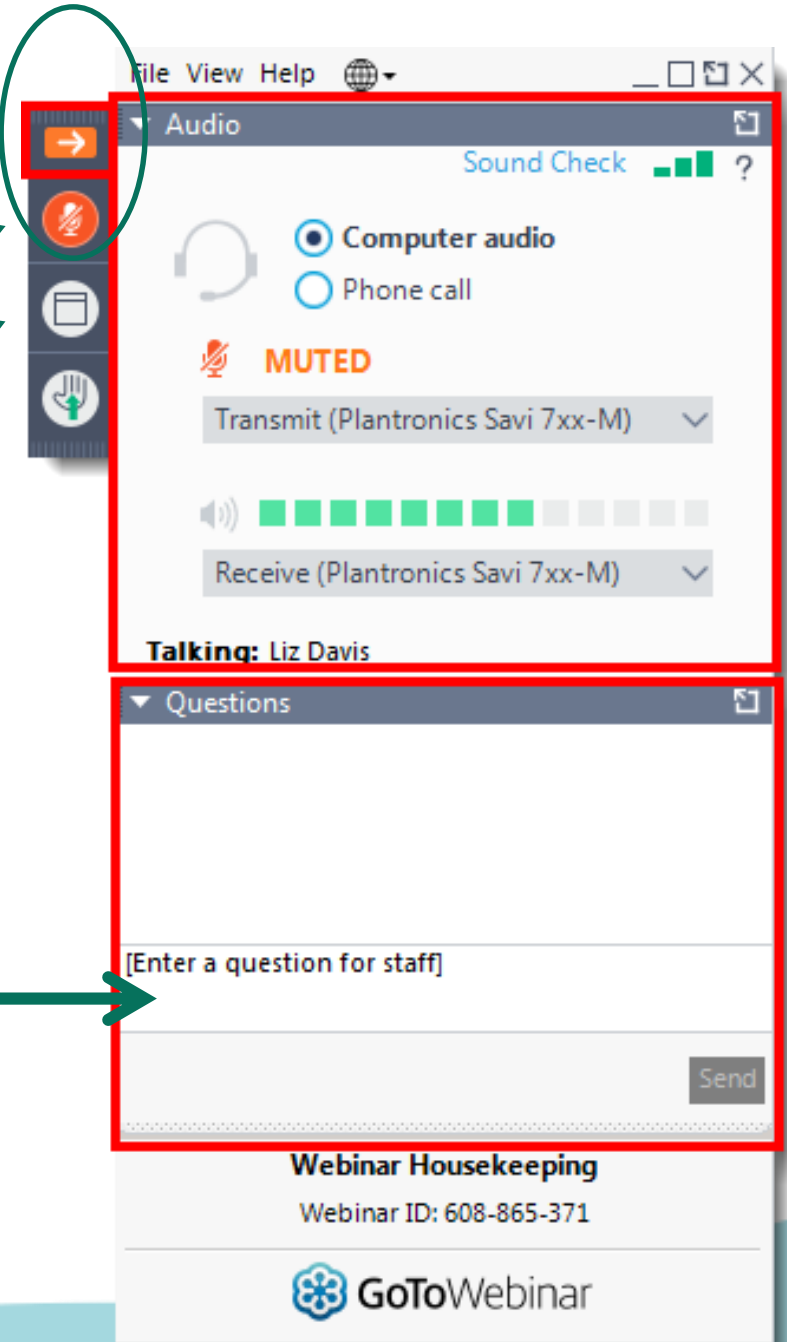 File View Help
Audio
Sound Check ?
Computer audio
Phone call
MUTED
Transmit (Plantronics Savi 7xx-M)
Receive (Plantronics Savi 7xx-M)
Talking: Liz Davis
Questions
[Enter a question for staff]
Send
Webinar Housekeeping
Webinar ID: 608-865-371
GoToWebinar